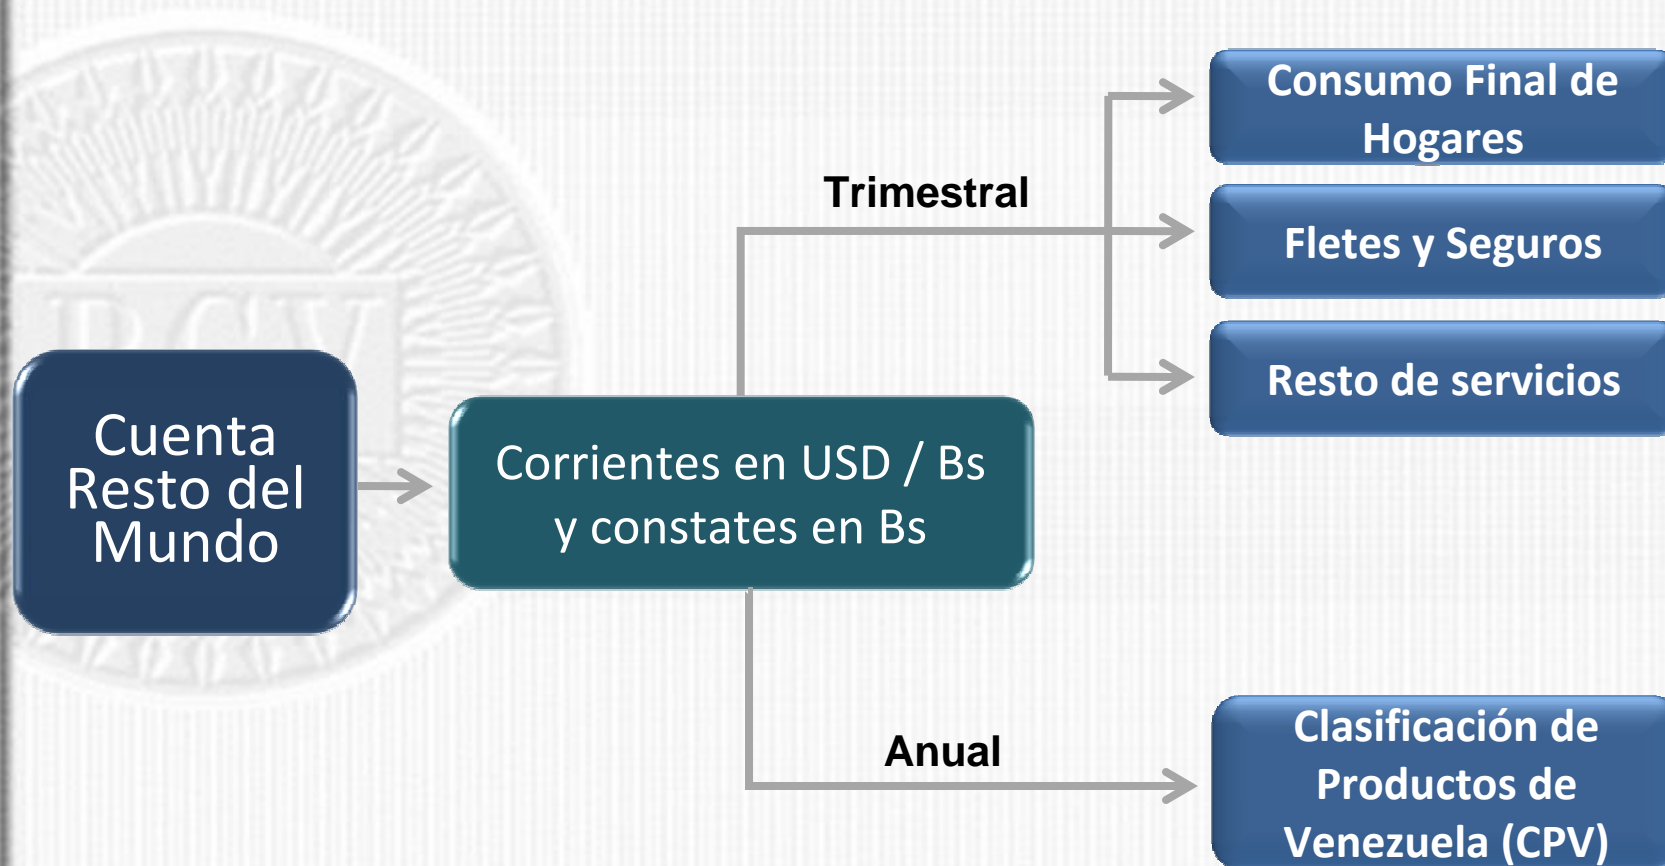 Consumo Final de
Hogares
Trimestral
Fletes y Seguros
BCV
Resto de servicios
Cuenta
Resto del
Mundo
Corrientes en USD / Bs
y constates en Bs
Anual
Clasificación de
Productos de
Venezuela (CPV)